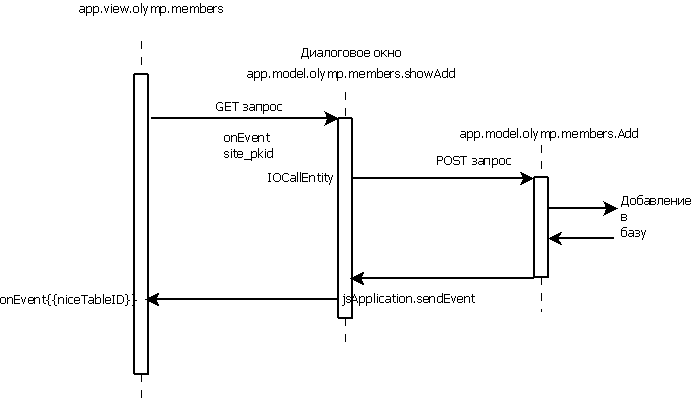 app.view.olymp.members
Диалоговое окно
app.model.olymp.members.showAdd
GET запрос
onEvent
site_pkid
app.model.olymp.members.Add
POST запрос
IOCallEntity
Добавление
в
базу
onEvent{{niceTableID}}
jsApplication.sendEvent